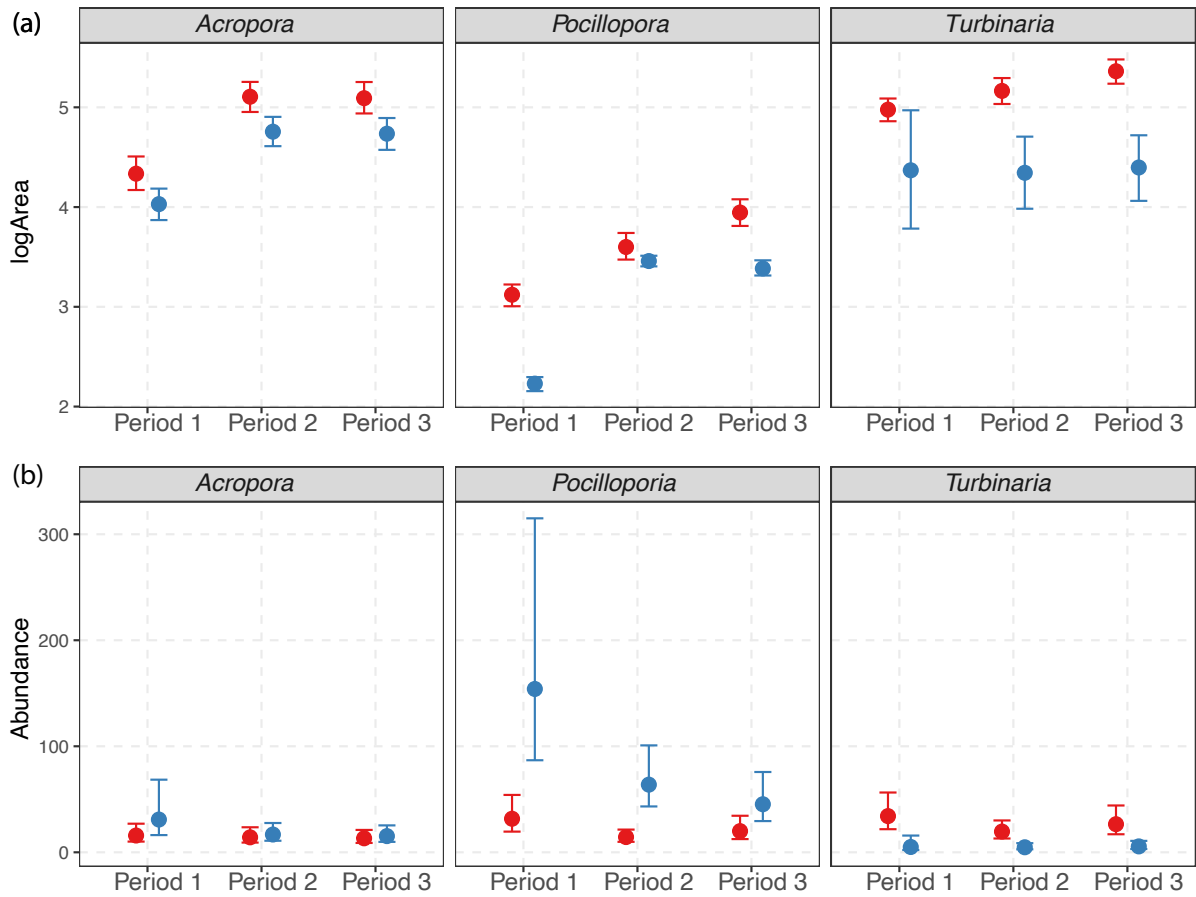 (a)
Acropora Pocillopora Turbinaria
logArea
5
4
3
2
Period 1 Period 2 Period 3 Period 1 Period 2 Period 3 Period 1 Period 2 Period 3
(b)
Acropora Pocilloporia Turbinaria
Abundance
300
200
100
0
Period 1 Period 2 Period 3 Period 1 Period 2 Period 3 Period 1 Period 2 Period 3